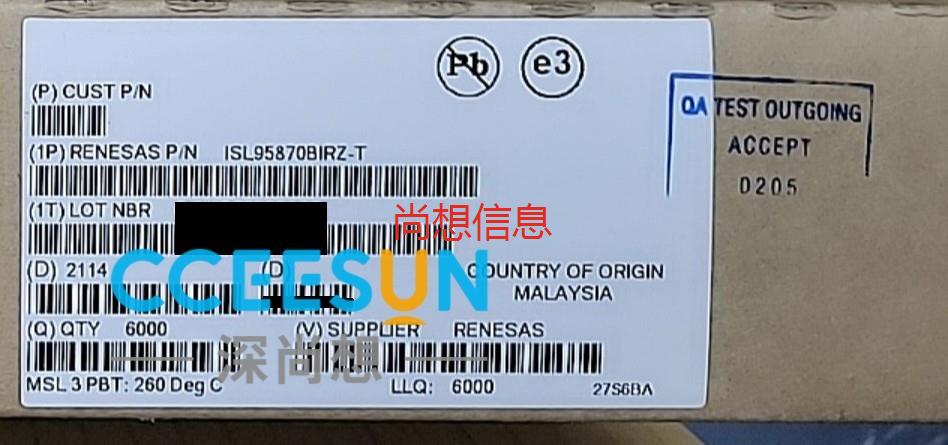 Pb e3
(P) CUST P/N
QA TEST OUTGOING
ACCEPT
0205
(1P) RENESAS P/N ISL95870BIRZ-T
(1T) LOT NBR
尚想信息
(D) 2114 (D)
CCEESUN
COUNTRY OF ORIGIN
MALAYSIA
(Q) QTY 6000 (V) SUPPLIER RENESAS
深尚想
MSL 3 PBT: 260 Deg C LLQ: 6000 27S6BA